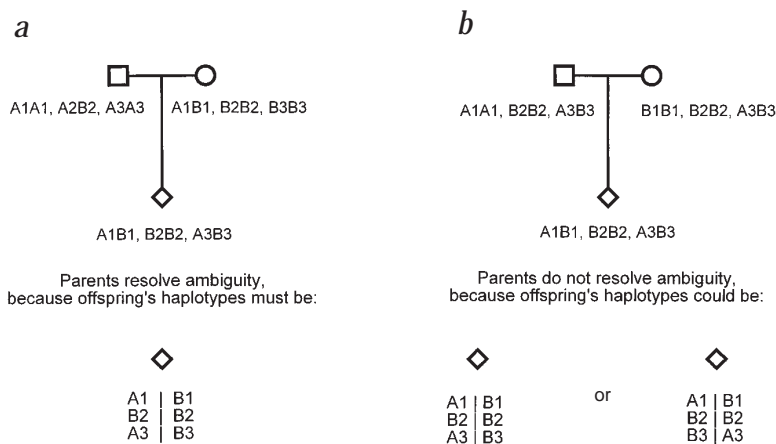 a
A1A1, A2B2, A3A3
A1B1, B2B2, B3B3
A1B1, B2B2, A3B3
Parents resolve ambiguity,
because offspring's haplotypes must be:
A1 | B1
B2 | B2
A3 | B3
b
A1A1, B2B2, A3B3
B1B1, B2B2, A3B3
A1B1, B2B2, A3B3
Parents do not resolve ambiguity,
because offspring's haplotypes could be:
A1 | B1
B2 | B2
A3 | B3
or
A1 | B1
B2 | B2
B3 | A3